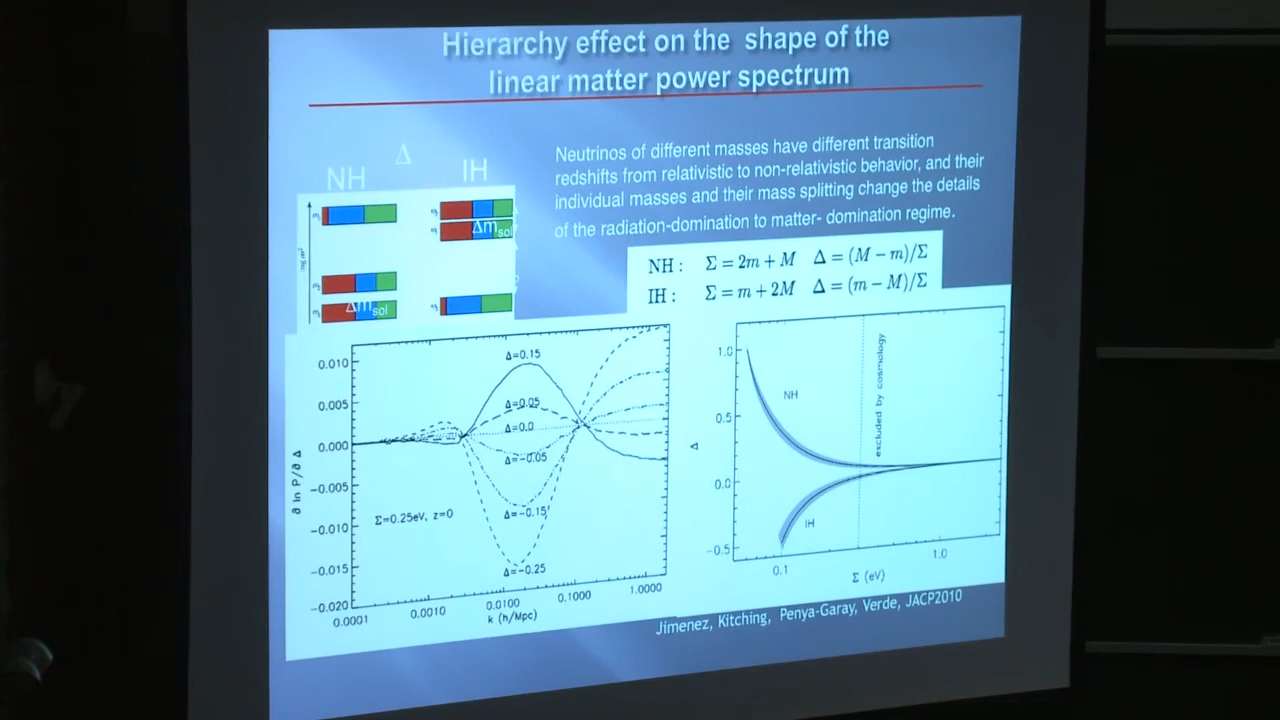 Hierarchy effect on the shape of the
linear matter power spectrum
Δ
NH
IH
Δm sol
Δm sol
Neutrinos of different masses have different transition
redshifts from relativistic to non-relativistic behavior, and their
individual masses and their mass splitting change the details
of the radiation-domination to matter- domination regime.
NH : Σ = 2m + M Δ = (M − m)/Σ
IH : Σ = m + 2M Δ = (m − M)/Σ
0.010
0.005
0.000
−0.005
−0.010
−0.015
−0.020
∂ ln P/∂ Δ
Δ=0.15
Δ=0.05
Δ=0.0
Δ=−0.05
Δ=−0.15
Δ=−0.25
Σ=0.25eV, z=0
0.0001
0.0010
0.0100
0.1000
1.0000
k (h/Mpc)
1.0
0.5
0.0
−0.5
Δ
NH
IH
excluded by cosmology
0.1
1.0
Σ (eV)
Jimenez, Kitching, Penya-Garay, Verde, JACP2010